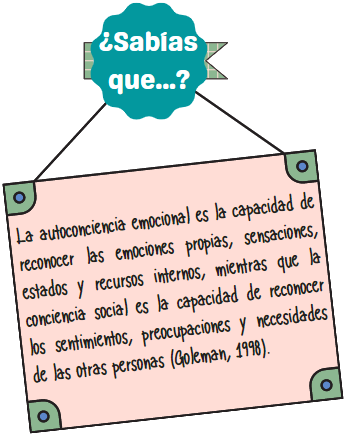 ¿Sabías
que...?
La autoconciencia emocional es la capacidad de
reconocer las emociones propias, sensaciones,
estados y recursos internos, mientras que la
conciencia social es la capacidad de reconocer
los sentimientos, preocupaciones y necesidades
de las otras personas (Goleman, 1998).